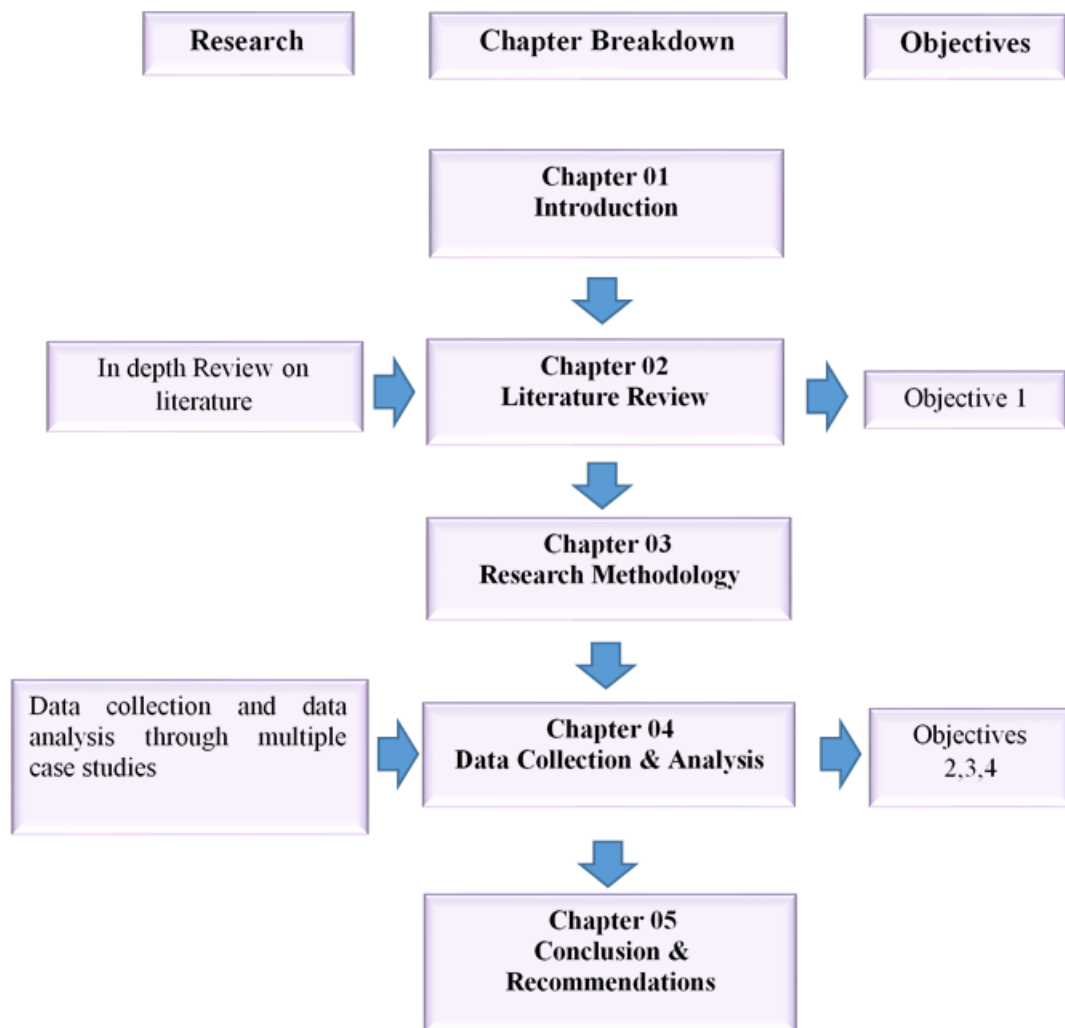 Research
Chapter Breakdown
Objectives
Chapter 01
Introduction
In depth Review on
literature
Chapter 02
Literature Review
Objective 1
Chapter 03
Research Methodology
Data collection and data
analysis through multiple
case studies
Chapter 04
Data Collection & Analysis
Objectives
2,3,4
Chapter 05
Conclusion &
Recommendations